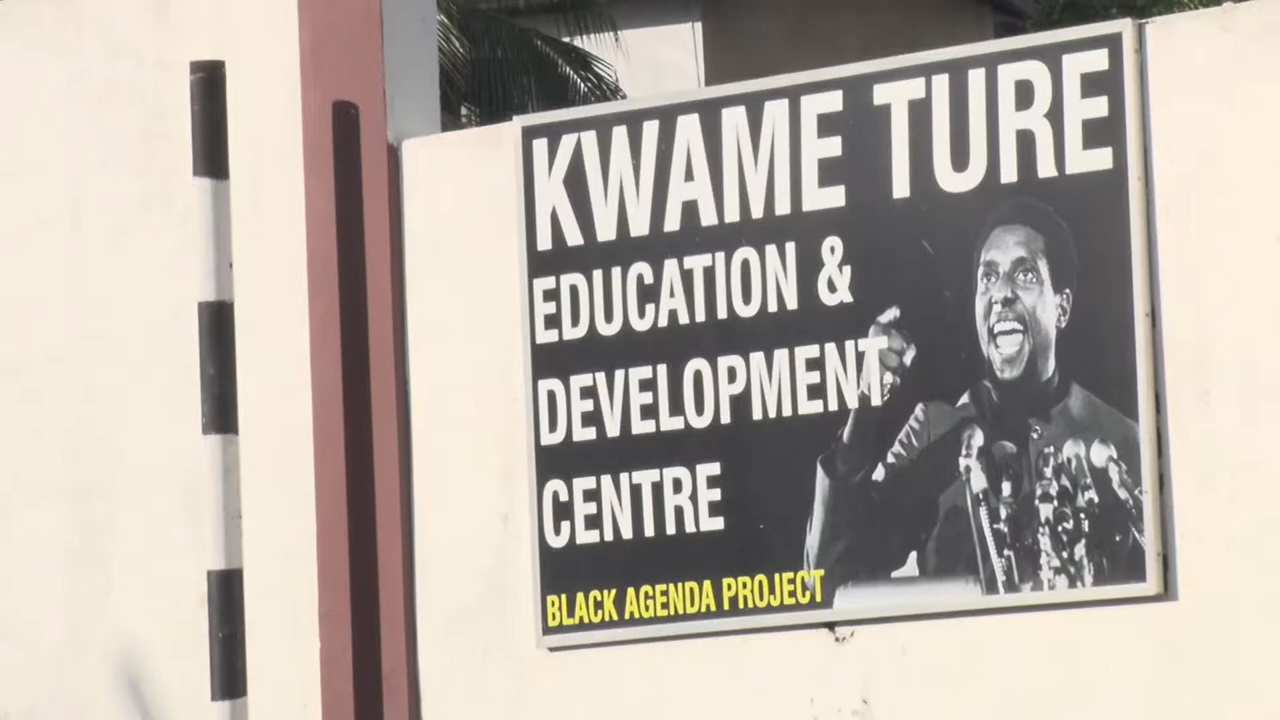 KWAME TURE
EDUCATION &
DEVELOPMENT
CENTRE
BLACK AGENDA PROJECT